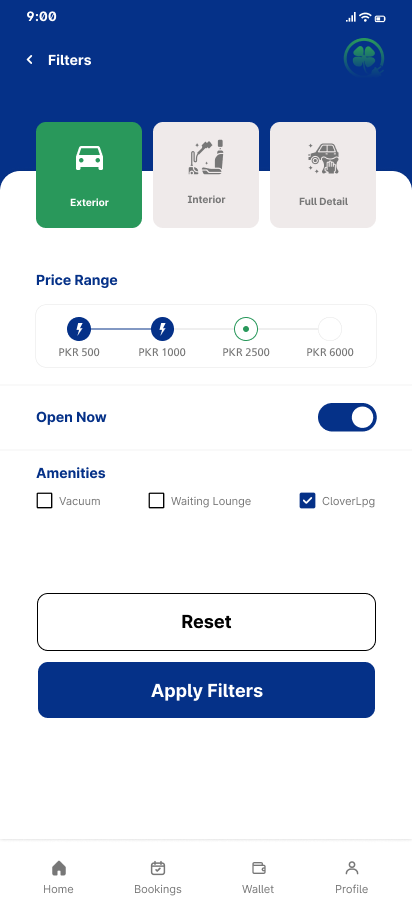 9:00
Filters
Exterior
Interior
Full Detail
Price Range
PKR 500
PKR 1000
PKR 2500
PKR 6000
Open Now
Amenities
Vacuum
Waiting Lounge
CloverLpg
Reset
Apply Filters
Home
Bookings
Wallet
Profile